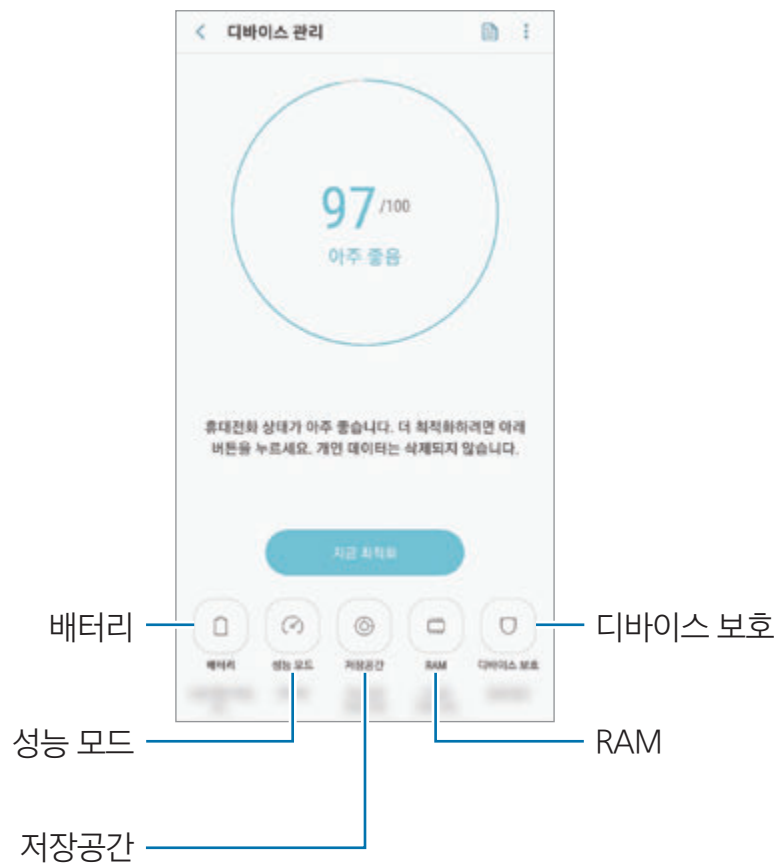 디바이스 관리
97 /100
아주 좋음
휴대전화 상태가 아주 좋습니다. 더 최적화하려면 아래
버튼을 누르세요. 개인 데이터는 삭제되지 않습니다.
지금 최적화
배터리
디바이스 보호
배터리 성능 모드 저장공간 RAM 디바이스 보호
성능 모드
RAM
저장공간